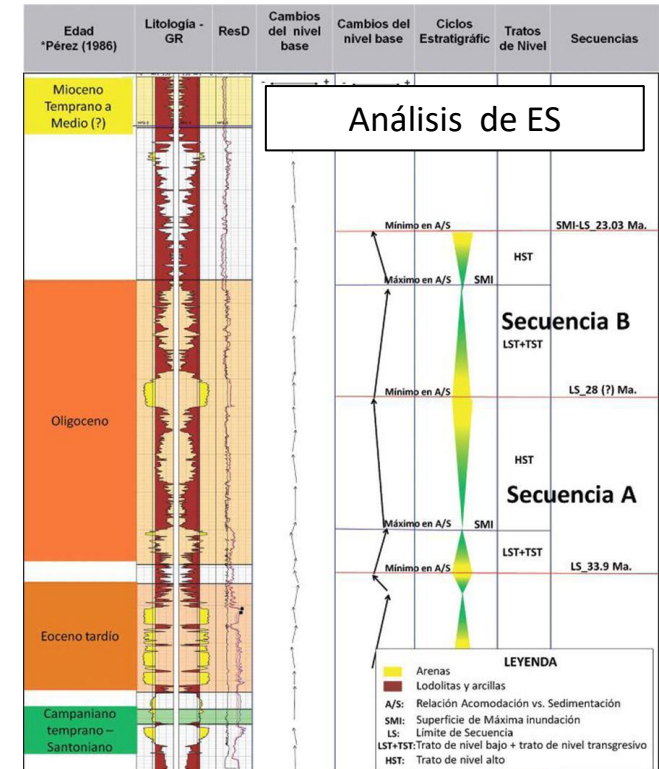 Edad
*Pérez (1986)
Litología -
GR
ResD
Cambios
del nivel
base
Cambios del
nivel base
Ciclos
Estratigráfic
Tratos
de Nivel
Secuencias
Mioceno
Temprano a
Medio (?)
- +
- +
Análisis de ES
Mínimo en A/S
SMI-LS_23.03 Ma.
HST
Máximo en A/S SMI
Secuencia B
LST+TST
Mínimo en A/S
LS_28 (?) Ma.
Oligoceno
HST
Secuencia A
Máximo en A/S SMI
LST+TST
Mínimo en A/S
LS_33.9 Ma.
Eoceno tardío
LEYENDA
Arenas
Lodolitas y arcillas
A/S: Relación Acomodación vs. Sedimentación
SMI: Superficie de Máxima inundación
LS: Límite de Secuencia
LST+TST:Trato de nivel bajo + trato de nivel transgresivo
HST: Trato de nivel alto
Campaniano
temprano –
Santoniano